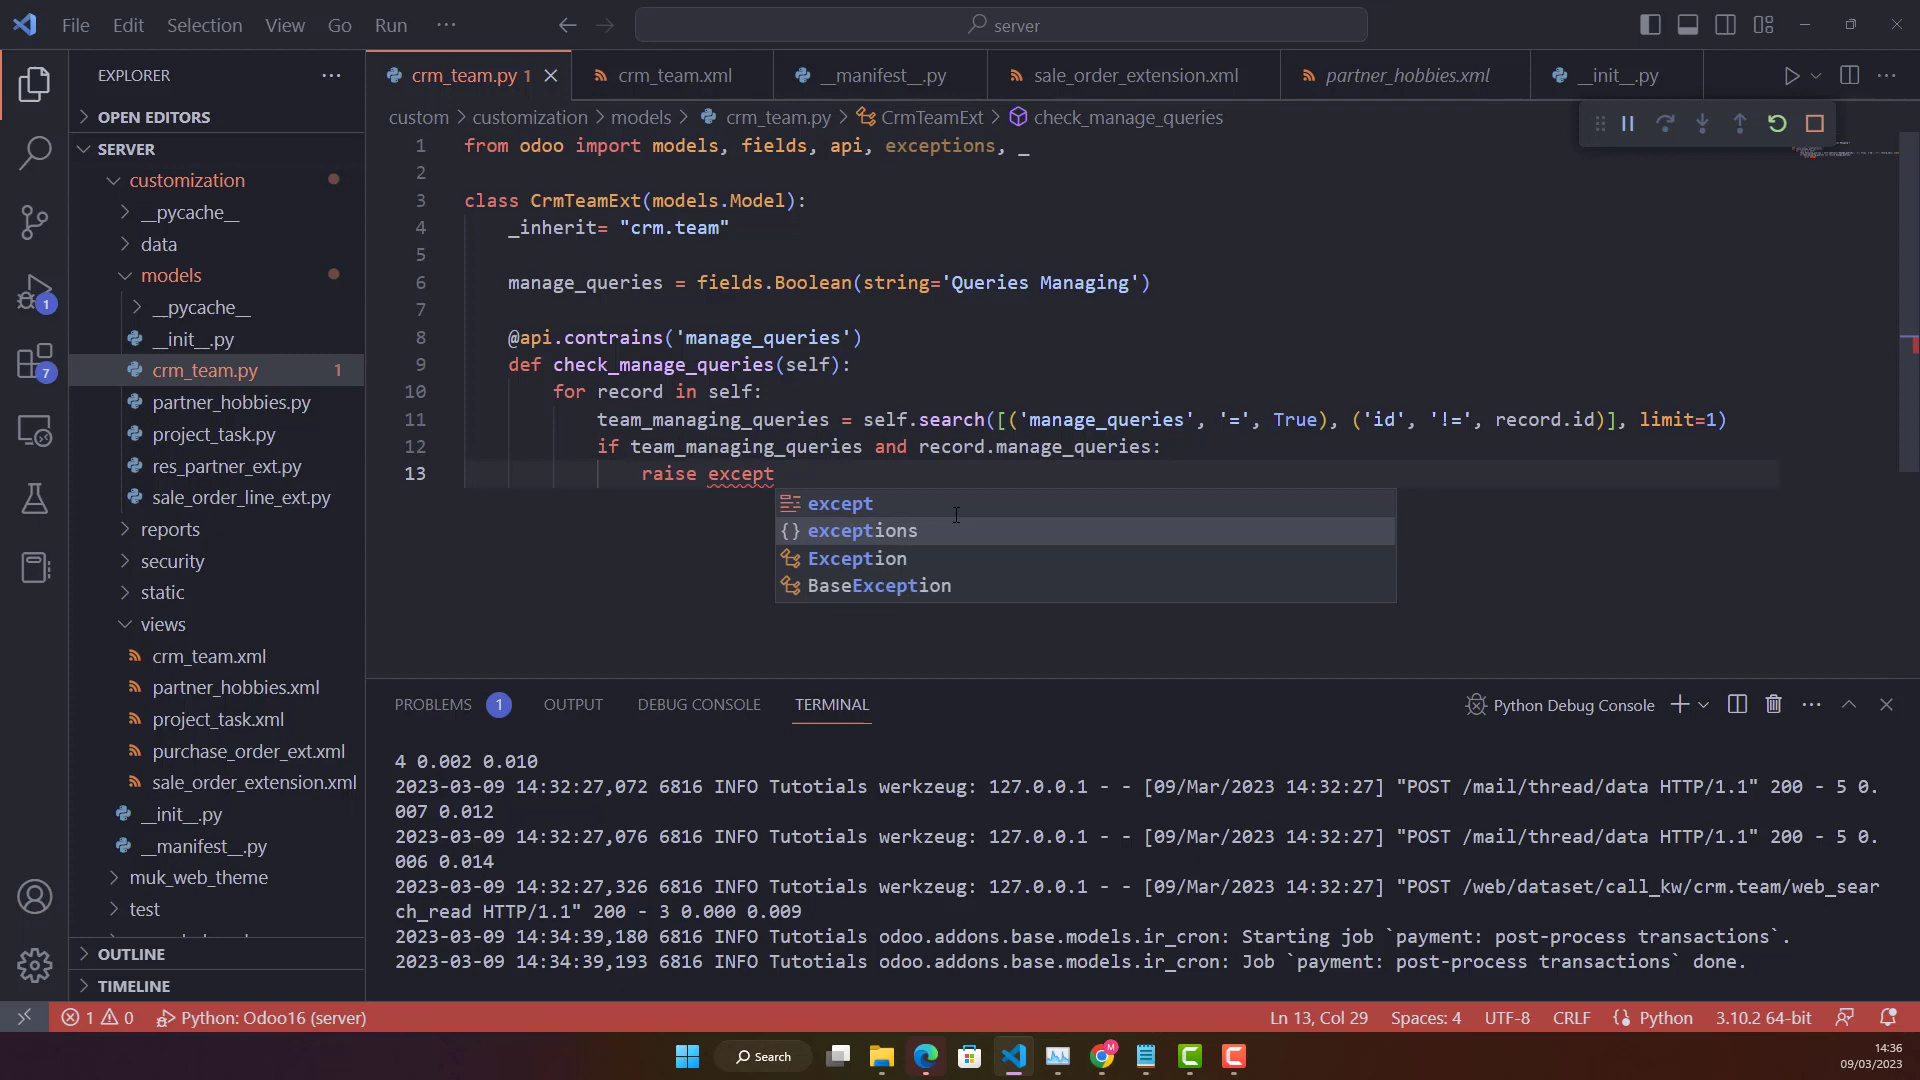 File Edit Selection View Go Run ··· server
EXPLORER ···
OPEN EDITORS
SERVER
customization
__pycache__
data
models
__pycache__
__init__.py
crm_team.py 1
partner_hobbies.py
project_task.py
res_partner_ext.py
sale_order_line_ext.py
reports
security
static
views
crm_team.xml
partner_hobbies.xml
project_task.xml
purchase_order_ext.xml
sale_order_extension.xml
__init__.py
__manifest__.py
muk_web_theme
test
OUTLINE
TIMELINE
1
7
crm_team.py 1 crm_team.xml __manifest__.py sale_order_extension.xml partner_hobbies.xml __init__.py
custom > customization > models > crm_team.py > CrmTeamExt > check_manage_queries
1 from odoo import models, fields, api, exceptions, _
2
3 class CrmTeamExt(models.Model):
4 _inherit= "crm.team"
5
6 manage_queries = fields.Boolean(string='Queries Managing')
7
8 @api.contrains('manage_queries')
9 def check_manage_queries(self):
10 for record in self:
11 team_managing_queries = self.search([('manage_queries', '=', True), ('id', '!=', record.id)], limit=1)
12 if team_managing_queries and record.manage_queries:
13 raise except
except
{} exceptions
Exception
BaseException
PROBLEMS 1 OUTPUT DEBUG CONSOLE TERMINAL Python Debug Console
4 0.002 0.010
2023-03-09 14:32:27,072 6816 INFO Tutotials werkzeug: 127.0.0.1 - - [09/Mar/2023 14:32:27] "POST /mail/thread/data HTTP/1.1" 200 - 5 0.
007 0.012
2023-03-09 14:32:27,076 6816 INFO Tutotials werkzeug: 127.0.0.1 - - [09/Mar/2023 14:32:27] "POST /mail/thread/data HTTP/1.1" 200 - 5 0.
006 0.014
2023-03-09 14:32:27,326 6816 INFO Tutotials werkzeug: 127.0.0.1 - - [09/Mar/2023 14:32:27] "POST /web/dataset/call_kw/crm.team/web_sear
ch_read HTTP/1.1" 200 - 3 0.000 0.009
2023-03-09 14:34:39,180 6816 INFO Tutotials odoo.addons.base.models.ir_cron: Starting job `payment: post-process transactions`.
2023-03-09 14:34:39,193 6816 INFO Tutotials odoo.addons.base.models.ir_cron: Job `payment: post-process transactions` done.
1 0 Python: Odoo16 (server) Ln 13, Col 29 Spaces: 4 UTF-8 CRLF {} Python 3.10.2 64-bit
Search M 14:36
09/03/2023